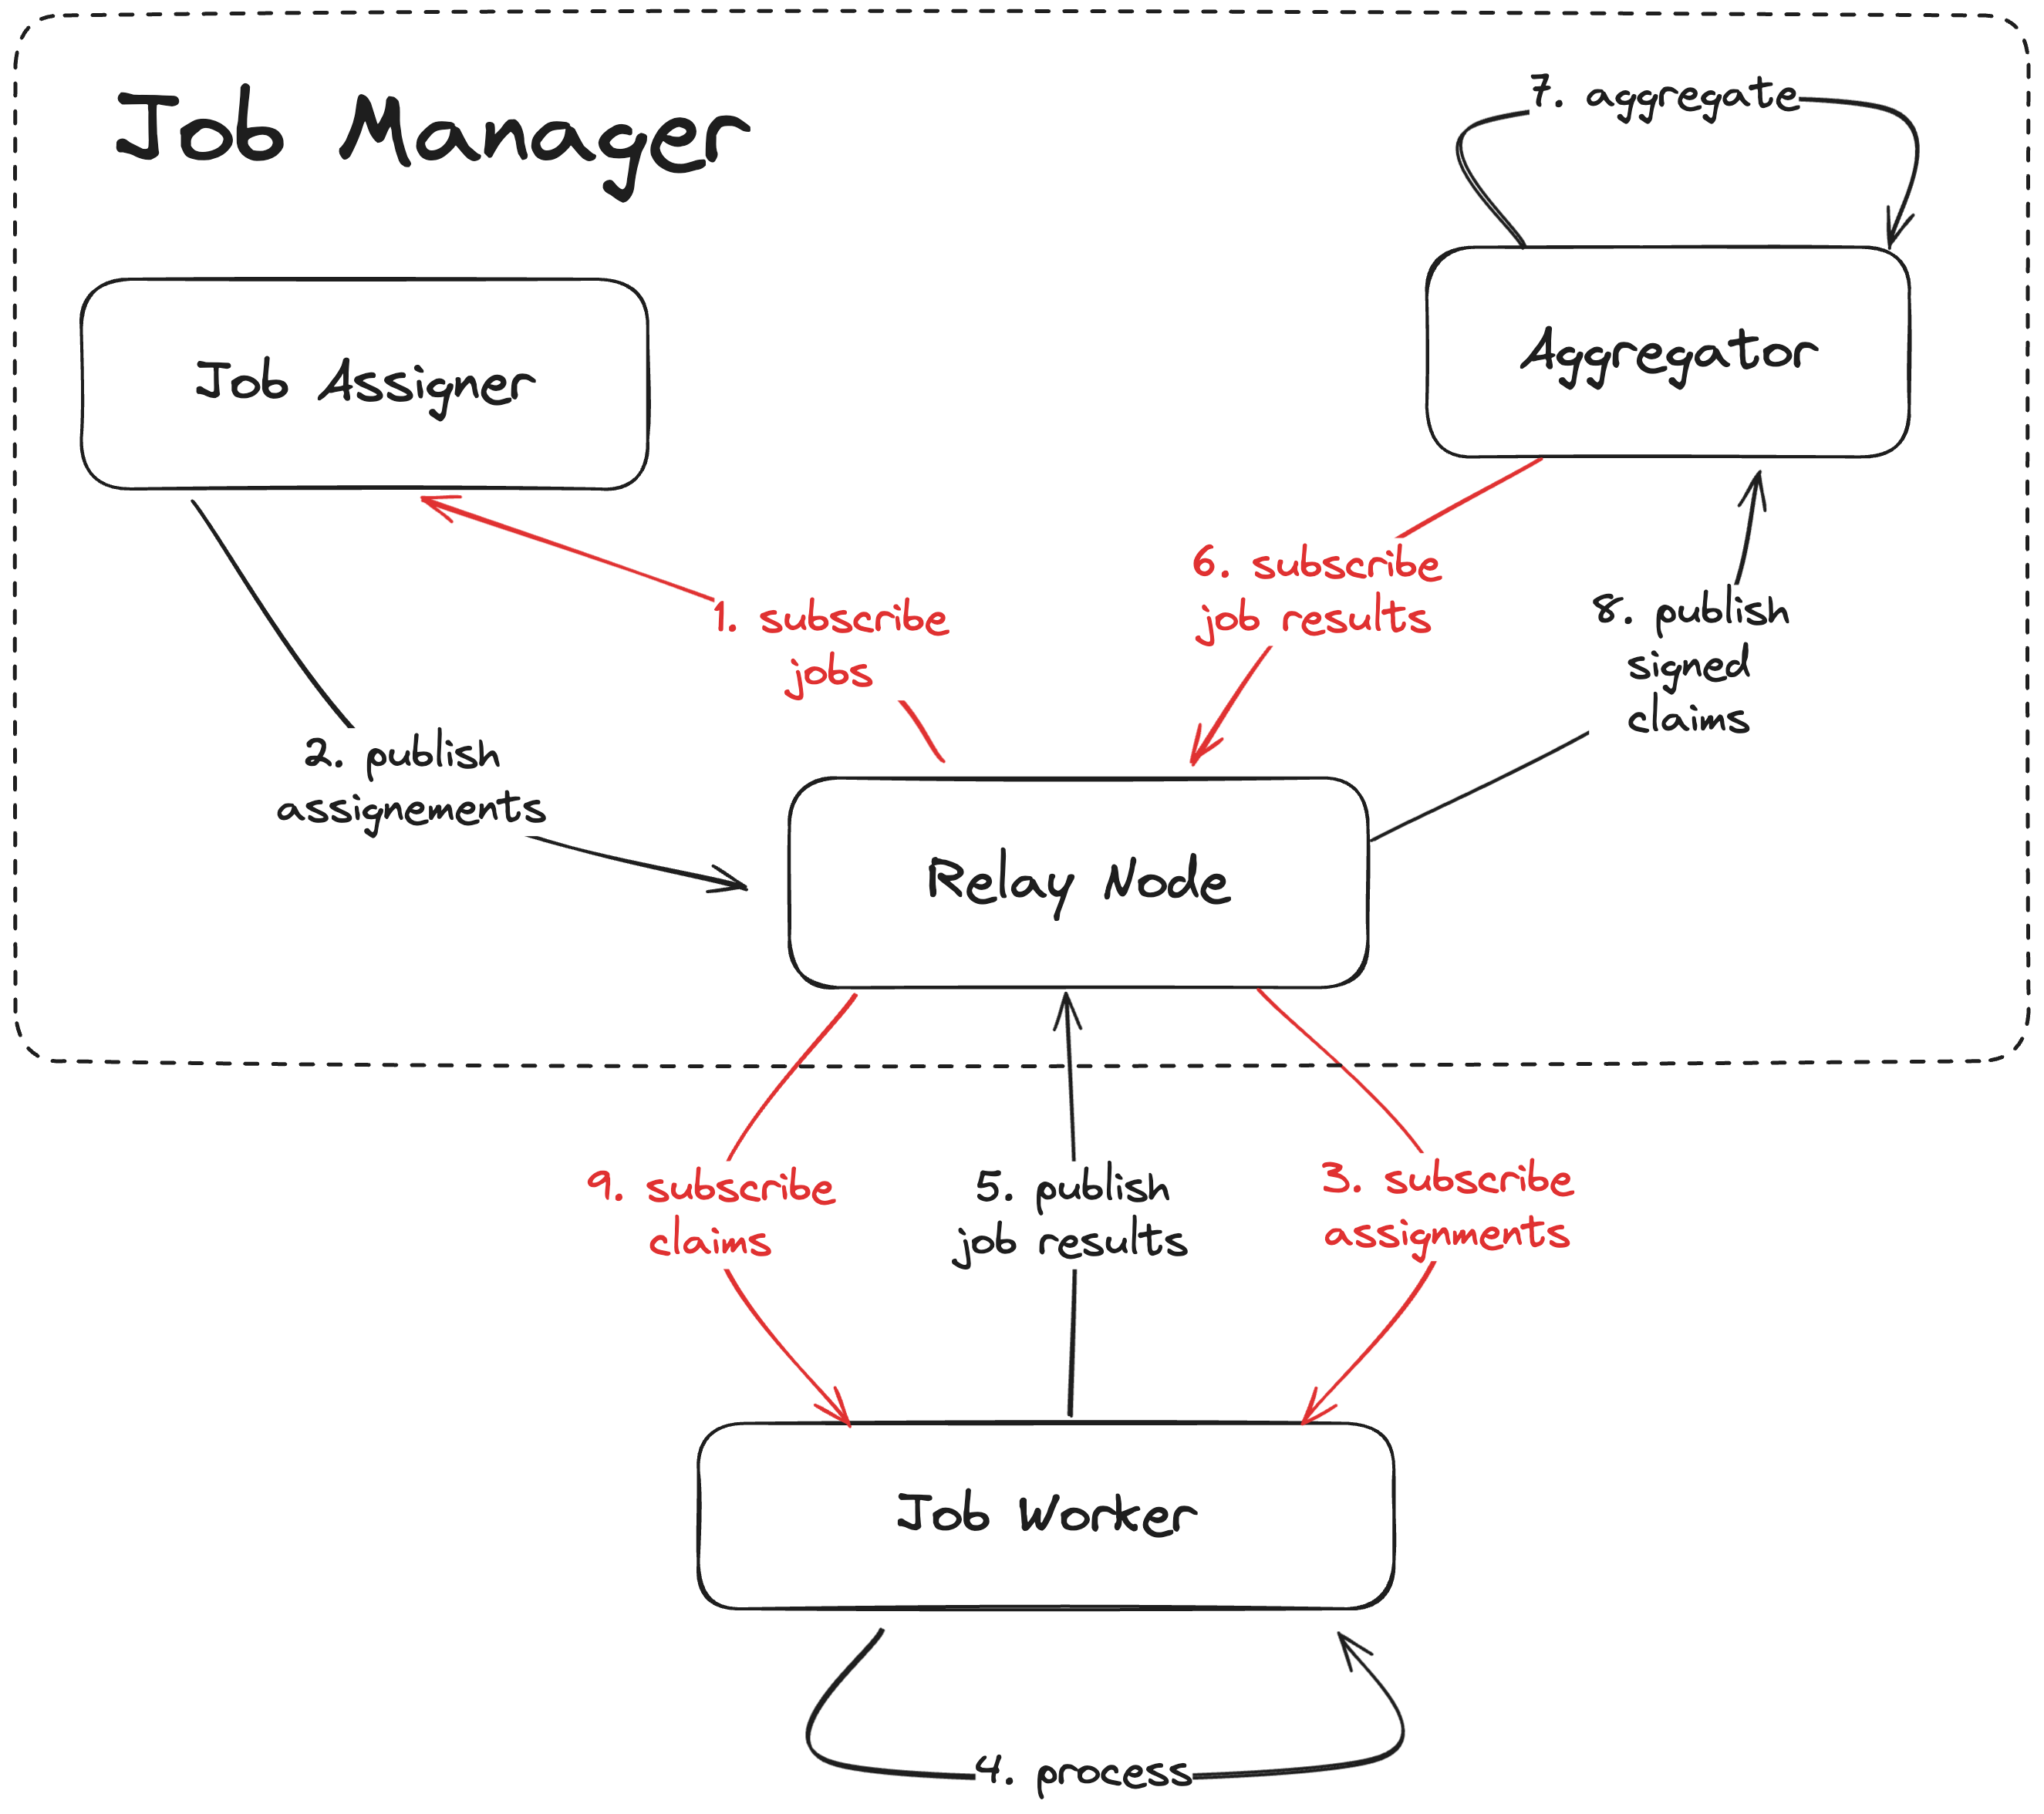 Job Manager
7. aggregate
Job Assigner
Aggregator
6. subscribe
job results
1. subscribe
jobs
8. publish
signed
claims
2. publish
assignements
Relay Node
9. subscribe
claims
5. publish
job results
3. subscribe
assignments
Job Worker
4. process